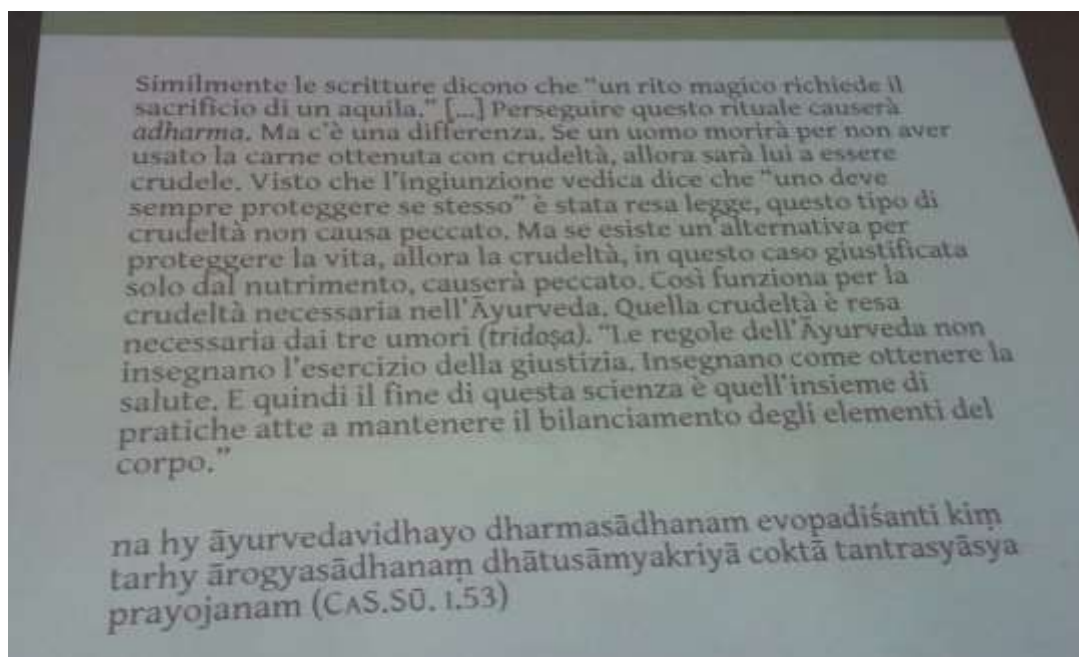 Similmente le scritture dicono che “un rito magico richiede il
sacrificio di un aquila.” [...] Perseguire questo rituale causerà
adharma. Ma c’è una differenza. Se un uomo morirà per non aver
usato la carne ottenuta con crudeltà, allora sarà lui a essere
crudele. Visto che l’ingiunzione vedica dice che “uno deve
sempre proteggere se stesso” è stata resa legge, questo tipo di
crudeltà non causa peccato. Ma se esiste un’alternativa per
proteggere la vita, allora la crudeltà, in questo caso giustificata
solo dal nutrimento, causerà peccato. Così funziona per la
crudeltà necessaria nell’Āyurveda. Quella crudeltà è resa
necessaria dai tre umori (tridoṣa). “Le regole dell’Āyurveda non
insegnano l’esercizio della giustizia. Insegnano come ottenere la
salute. E quindi il fine di questa scienza è quell’insieme di
pratiche atte a mantenere il bilanciamento degli elementi del
corpo.”
na hy āyurvedavidhayo dharmasādhanam evopadiśanti kiṃ
tarhy ārogyasādhanaṃ dhātusāmyakriyā coktā tantrasyāsya
prayojanam (CAS.SŪ. 1.53)